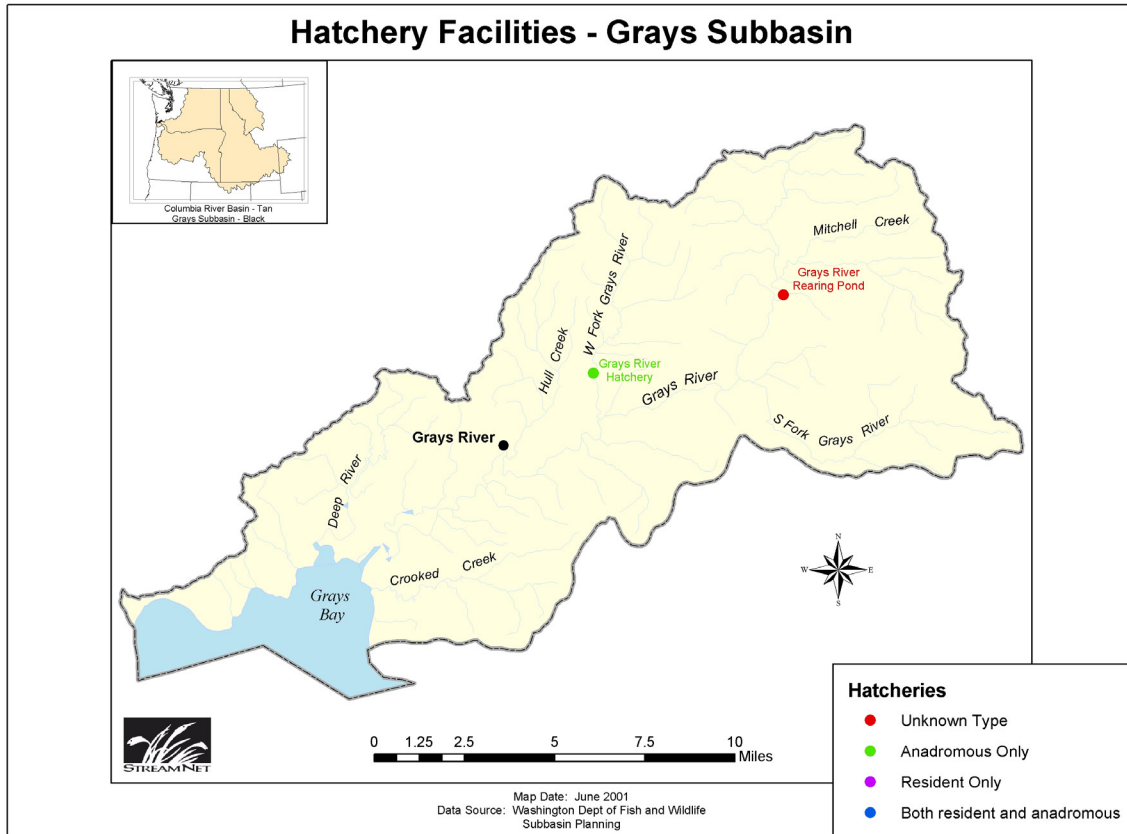 Hatchery Facilities - Grays Subbasin
Columbia River Basin - Tan
Grays Subbasin - Black
Mitchell Creek
Grays River
Rearing Pond
W Fork Grays River
Hull Creek
Grays River
Hatchery
Grays River
S Fork Grays River
Grays River
Deep River
Crooked Creek
Grays
Bay
N
W E
S
STREAMNET
0 1.25 2.5 5 7.5 10
Miles
Hatcheries
Unknown Type
Anadromous Only
Resident Only
Both resident and anadromous
Map Date: June 2001
Data Source: Washington Dept of Fish and Wildlife
Subbasin Planning